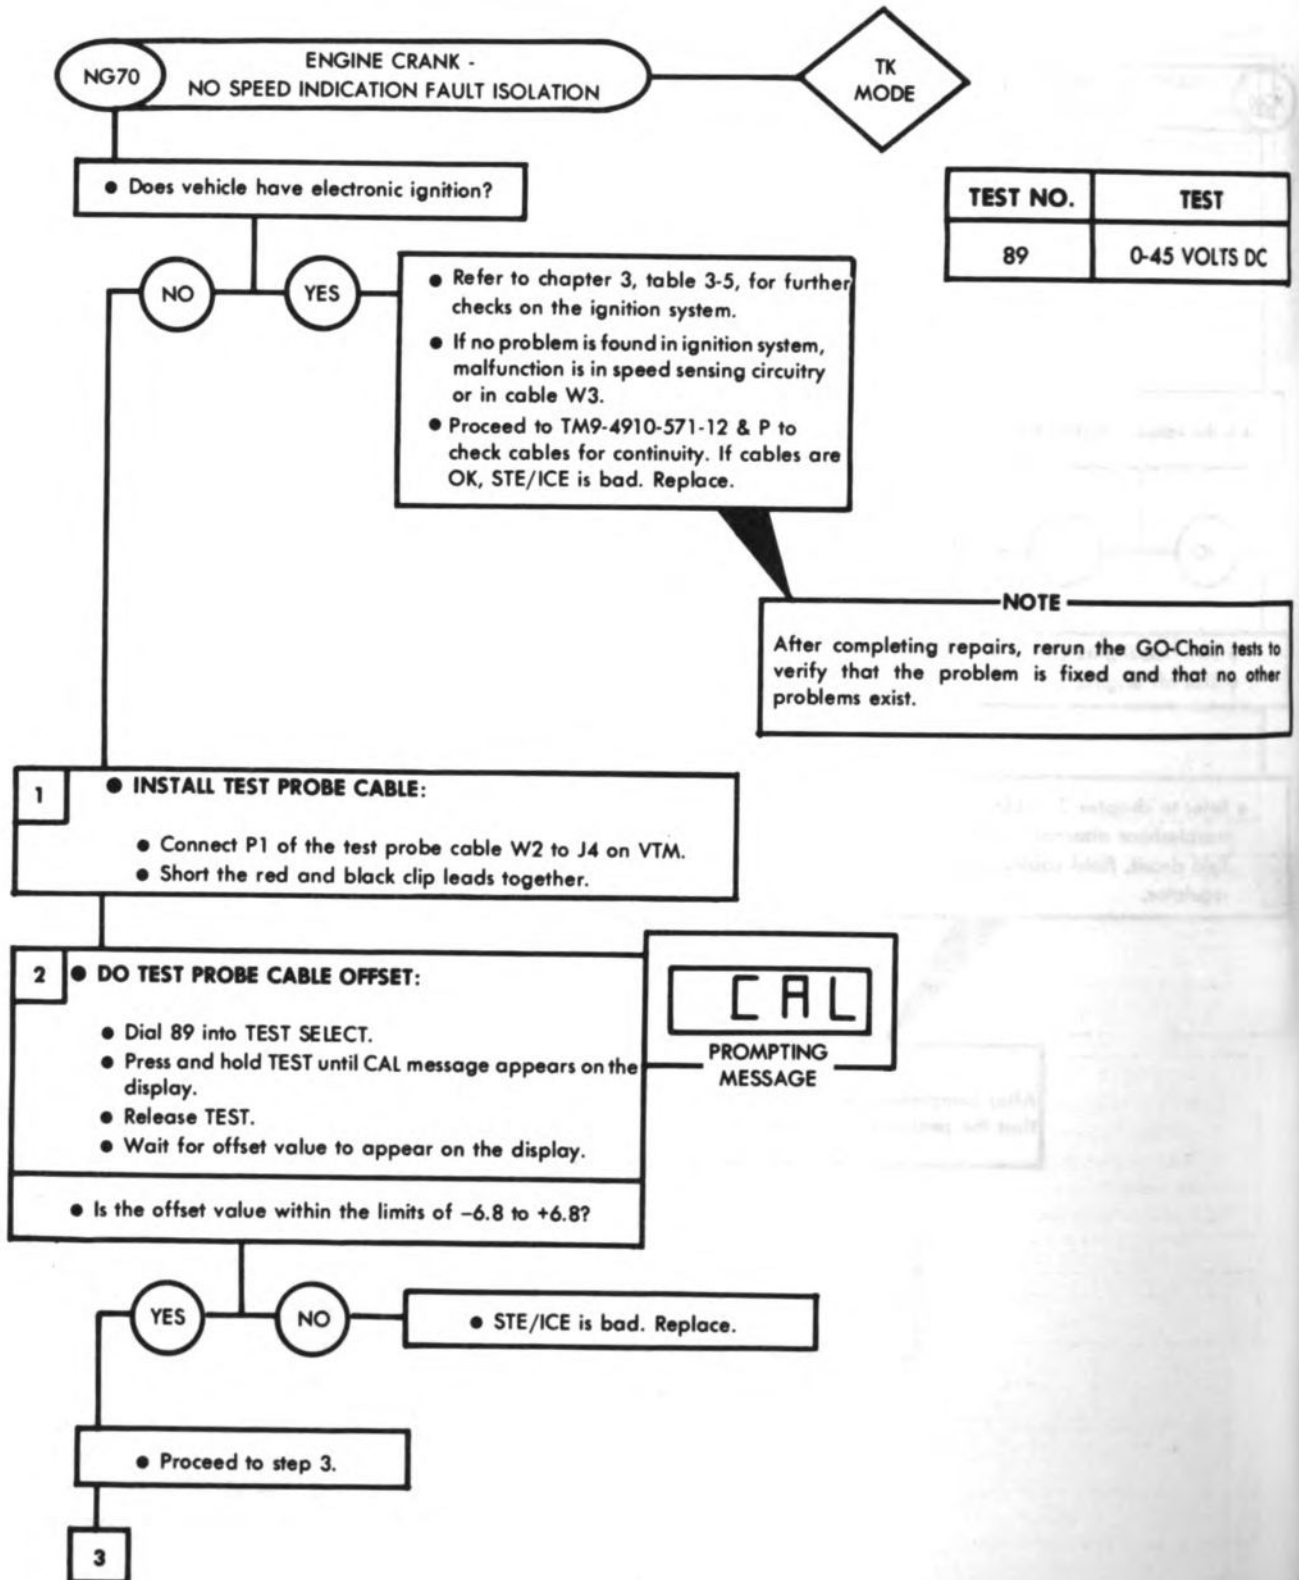 NG70
ENGINE CRANK -
NO SPEED INDICATION FAULT ISOLATION
TK
MODE
● Does vehicle have electronic ignition?
TEST NO. TEST
89 0-45 VOLTS DC
NO
YES
● Refer to chapter 3, table 3-5, for further
checks on the ignition system.
● If no problem is found in ignition system,
malfunction is in speed sensing circuitry
or in cable W3.
● Proceed to TM9-4910-571-12 & P to
check cables for continuity. If cables are
OK, STE/ICE is bad. Replace.
NOTE
After completing repairs, rerun the GO-Chain tests to
verify that the problem is fixed and that no other
problems exist.
1
● INSTALL TEST PROBE CABLE:
● Connect P1 of the test probe cable W2 to J4 on VTM.
● Short the red and black clip leads together.
2
● DO TEST PROBE CABLE OFFSET:
● Dial 89 into TEST SELECT.
● Press and hold TEST until CAL message appears on the
display.
● Release TEST.
● Wait for offset value to appear on the display.
CAL
PROMPTING
MESSAGE
● Is the offset value within the limits of –6.8 to +6.8?
YES
NO
● STE/ICE is bad. Replace.
● Proceed to step 3.
3